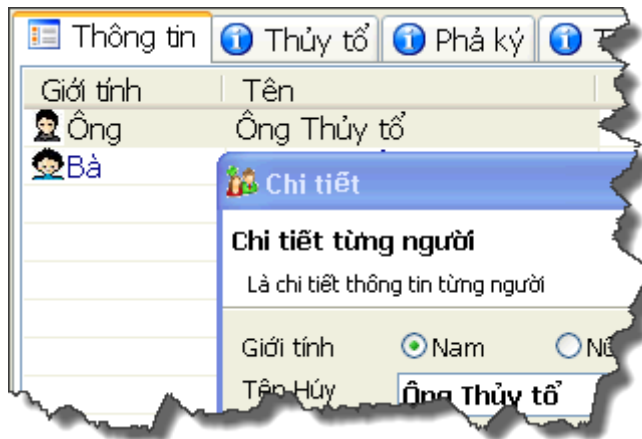 Thông tin Thủy tổ Phả ký
Giới tính Tên
Ông Ông Thủy tổ
Bà
Chi tiết
Chi tiết từng người
Là chi tiết thông tin từng người
Giới tính Nam
Tên Húy Ông Thủy tổ